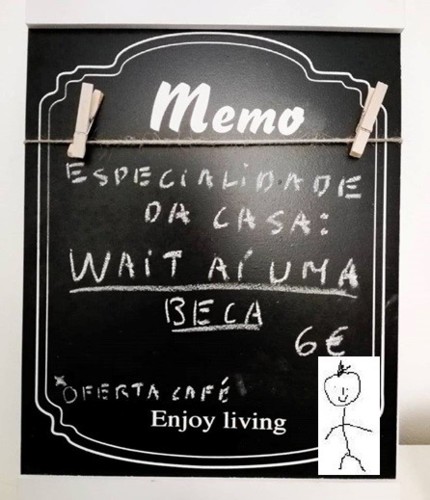 Memo
ESPECIALIDADE
DA CASA:
WAIT AÍ UMA
BECA
6€
*OFERTA CAFÉ
Enjoy living